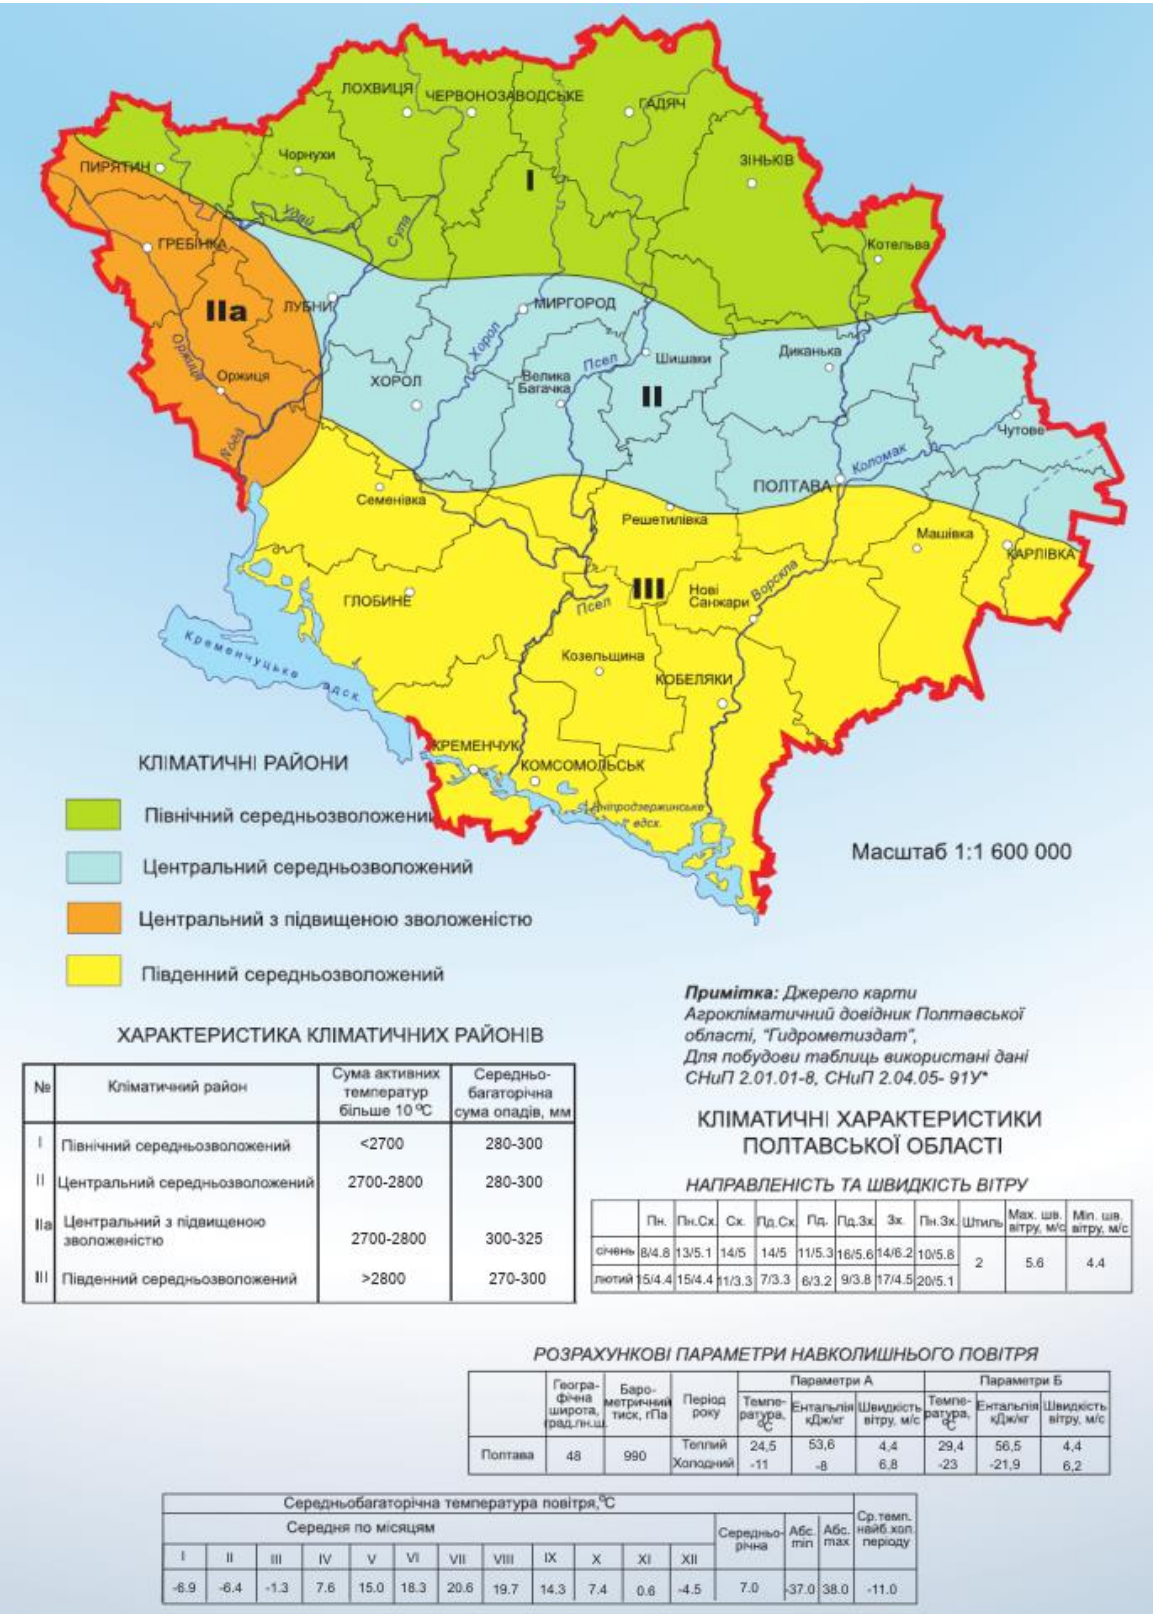 ЛОХВИЦЯ
ЧЕРВОНОЗАВОДСЬКЕ
ГАДЯЧ
ПИРЯТИН
Чорнухи
I
ЗІНЬКІВ
Удай
Сула
ГРЕБІНКА
Котельва
IIа
ЛУБНИ
МИРГОРОД
Хорол
Псел
Шишаки
Диканька
Оржиця
Оржиця
ХОРОЛ
Велика
Багачка
II
Чутове
Коломак
ПОЛТАВА
Семенівка
Решетилівка
Машівка
КАРЛІВКА
III
ГЛОБИНЕ
Псел
Нові
Санжари
Ворскла
Кременчуцьке вдсх.
Козельщина
КОБЕЛЯКИ
КРЕМЕНЧУК
КОМСОМОЛЬСЬК
Дніпродзержинське
вдсх.
КЛІМАТИЧНІ РАЙОНИ
Північний середньозволожений
Центральний середньозволожений
Центральний з підвищеною зволоженістю
Південний середньозволожений
Масштаб 1:1 600 000
Примітка: Джерело карти
Агрокліматичний довідник Полтавської
області, "Гидрометиздат",
Для побудови таблиць використані дані
СНиП 2.01.01-8, СНиП 2.04.05- 91У*
ХАРАКТЕРИСТИКА КЛІМАТИЧНИХ РАЙОНІВ
№ Кліматичний район Сума активних температур більше 10 ºС Середньо-багаторічна сума опадів, мм
I Північний середньозволожений <2700 280-300
II Центральний середньозволожений 2700-2800 280-300
IIа Центральний з підвищеною зволоженістю 2700-2800 300-325
III Південний середньозволожений >2800 270-300
КЛІМАТИЧНІ ХАРАКТЕРИСТИКИ
ПОЛТАВСЬКОЇ ОБЛАСТІ
НАПРАВЛЕНІСТЬ ТА ШВИДКІСТЬ ВІТРУ
Пн. Пн.Сх. Сх. Пд.Сх. Пд. Пд.Зх. Зх. Пн.Зх. Штиль Мах. шв. вітру, м/с Міп. шв. вітру, м/с
січень 8/4.8 13/5.1 14/5 14/5 11/5.3 16/5.6 14/6.2 10/5.8 2 5.6 4.4
лютий 15/4.4 15/4.4 11/3.3 7/3.3 6/3.2 9/3.8 17/4.5 20/5.1
РОЗРАХУНКОВІ ПАРАМЕТРИ НАВКОЛИШНЬОГО ПОВІТРЯ
Геогра-фічна широта, град.пн.ш. Баро-метричний тиск, гПа Період року Параметри А Параметри Б
Темпе-ратура, ºС Ентальпія кДж/кг Швидкість вітру, м/с Темпе-ратура, ºС Ентальпія кДж/кг Швидкість вітру, м/с
Полтава 48 990 Теплий 24,5 53,6 4,4 29,4 56,5 4,4
Холодний -11 -8 6,8 -23 -21,9 6,2
Середньобагаторічна температура повітря,ºС
Середня по місяцям Середньо-річна Абс. min Абс. max Ср.темп. найб.хол. періоду
I II III IV V VI VII VIII IX X XI XII
-6.9 -6.4 -1.3 7.6 15.0 18.3 20.6 19.7 14.3 7.4 0.6 -4.5 7.0 -37.0 38.0 -11.0